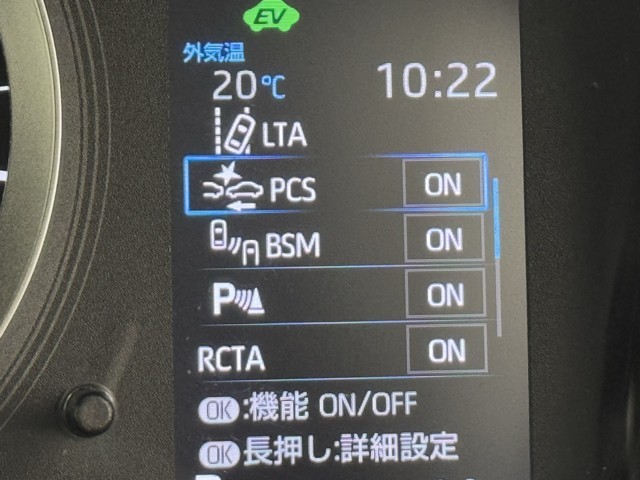 EV
外気温
20℃ 10:22
LTA
PCS ON
BSM ON
P ON
RCTA ON
OK:機能 ON/OFF
OK長押し:詳細設定